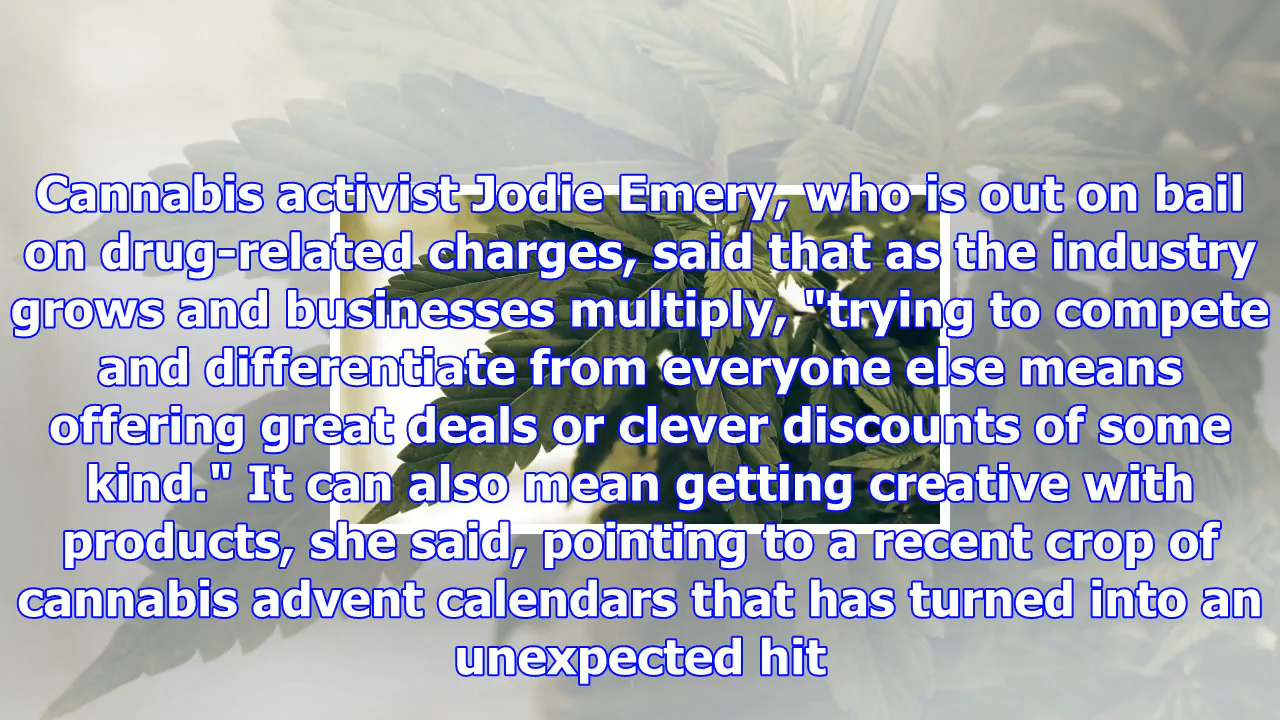 Cannabis activist Jodie Emery, who is out on bail
on drug-related charges, said that as the industry
grows and businesses multiply, "trying to compete
and differentiate from everyone else means
offering great deals or clever discounts of some
kind." It can also mean getting creative with
products, she said, pointing to a recent crop of
cannabis advent calendars that has turned into an
unexpected hit